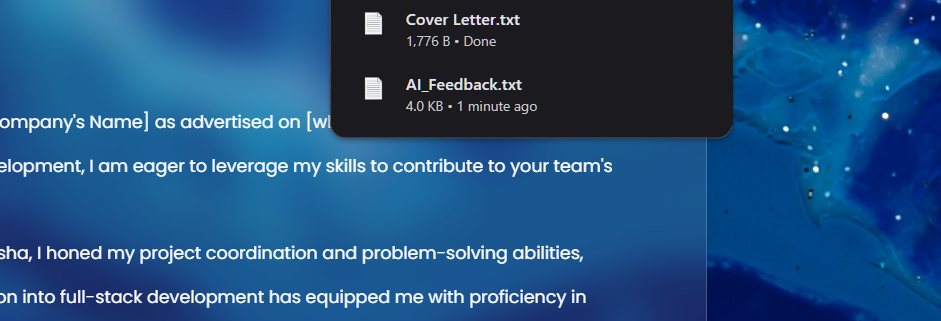 Cover Letter.txt
1,776 B • Done
AI_Feedback.txt
4.0 KB • 1 minute ago
ompany's Name] as advertised on [wh
elopment, I am eager to leverage my skills to contribute to your team's
sha, I honed my project coordination and problem-solving abilities,
on into full-stack development has equipped me with proficiency in